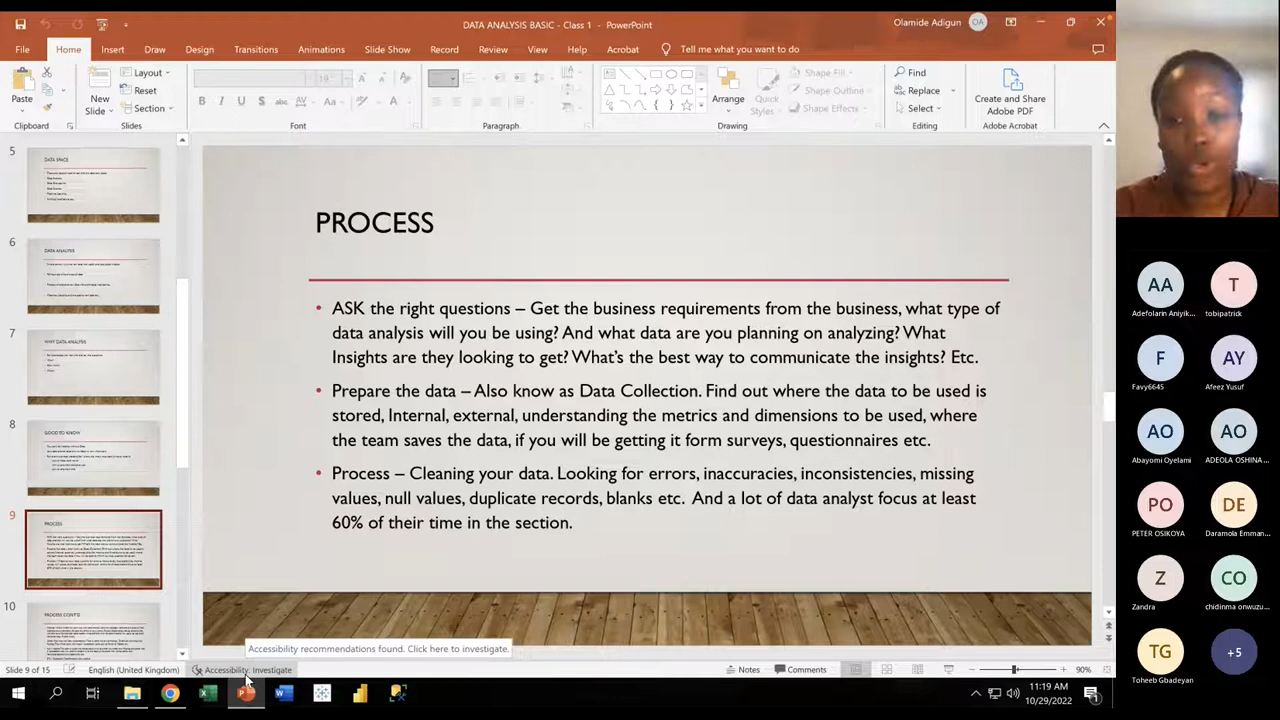 DATA ANALYSIS BASIC - Class 1 - PowerPoint
Olamide Adigun
OA
File Home Insert Draw Design Transitions Animations Slide Show Record Review View Help Acrobat Tell me what you want to do
Paste
Clipboard
New Slide
Layout
Reset
Section
Slides
Font
Paragraph
Arrange
Quick Styles
Shape Fill
Shape Outline
Shape Effects
Drawing
Find
Replace
Select
Editing
Create and Share
Adobe PDF
Adobe Acrobat
5
DATA SPACE
6
DATA ANALYSIS
7
WHY DATA ANALYSIS
8
GOOD TO KNOW
9
PROCESS
10
PROCESS CONT'D
PROCESS
• ASK the right questions – Get the business requirements from the business, what type of
data analysis will you be using? And what data are you planning on analyzing? What
Insights are they looking to get? What's the best way to communicate the insights? Etc.
• Prepare the data – Also know as Data Collection. Find out where the data to be used is
stored, Internal, external, understanding the metrics and dimensions to be used, where
the team saves the data, if you will be getting it form surveys, questionnaires etc.
• Process – Cleaning your data. Looking for errors, inaccuracies, inconsistencies, missing
values, null values, duplicate records, blanks etc. And a lot of data analyst focus at least
60% of their time in the section.
Accessibility recommendations found. Click here to investigate.
Slide 9 of 15 English (United Kingdom) Accessibility: Investigate
Notes Comments 90%
11:19 AM
10/29/2022
AA
Adefolarin Aniyik...
T
tobipatrick
F
Favy6645
AY
Afeez Yusuf
AO
Abayomi Oyelami
AO
ADEOLA OSHINA...
PO
PETER OSIKOYA
DE
Daramola Emman...
Z
Zandra
CO
chidinma onwuzu...
TG
Toheeb Gbadeyan
+5